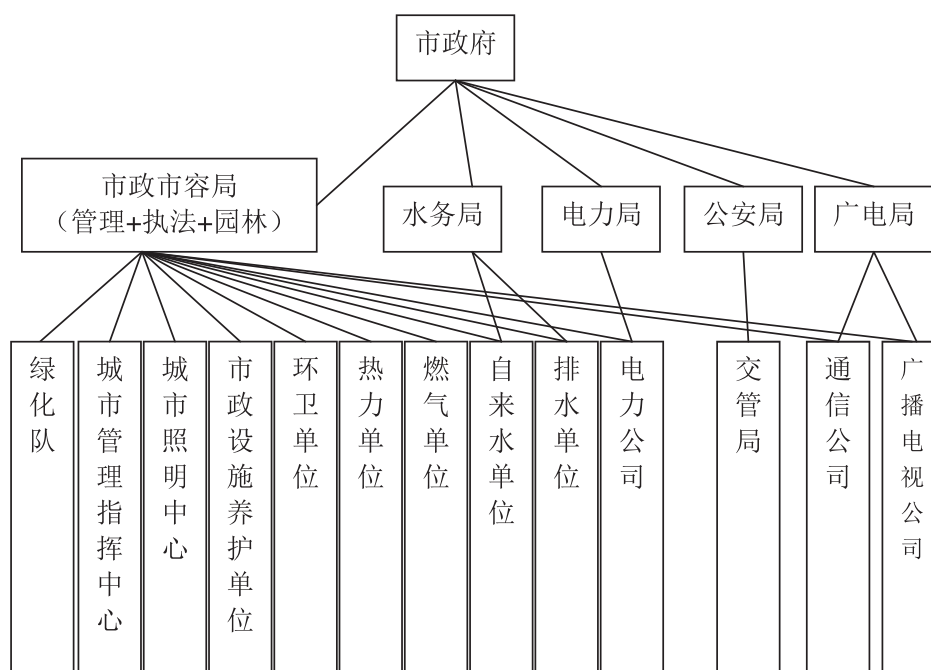 市政府
市政市容局
（管理+执法+园林）
水务局
电力局
公安局
广电局
绿化队
城市管理指挥中心
城市照明中心
市政设施养护单位
环卫单位
热力单位
燃气单位
自来水单位
排水单位
电力公司
交管局
通信公司
广播电视公司